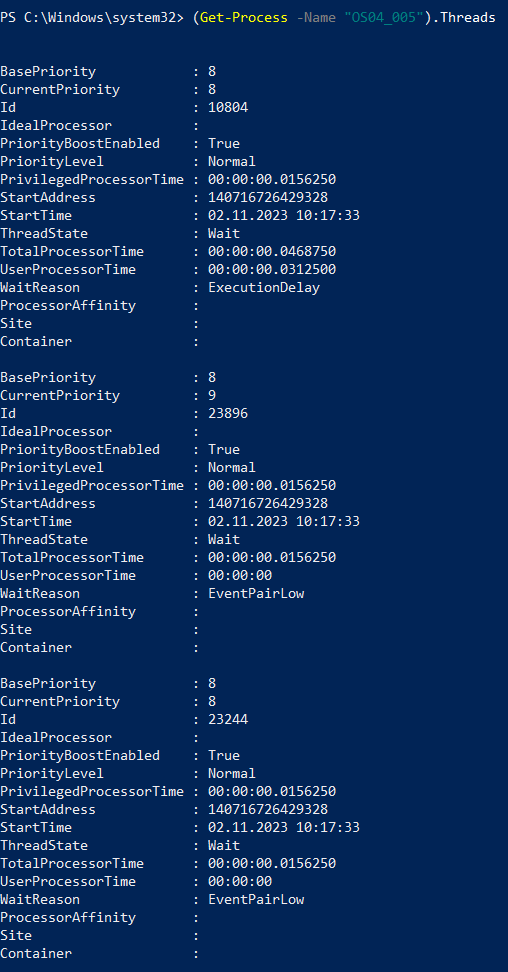 PS C:\Windows\system32> (Get-Process -Name "OS04_005").Threads
BasePriority : 8
CurrentPriority : 8
Id : 10804
IdealProcessor :
PriorityBoostEnabled : True
PriorityLevel : Normal
PrivilegedProcessorTime : 00:00:00.0156250
StartAddress : 140716726429328
StartTime : 02.11.2023 10:17:33
ThreadState : Wait
TotalProcessorTime : 00:00:00.0468750
UserProcessorTime : 00:00:00.0312500
WaitReason : ExecutionDelay
ProcessorAffinity :
Site :
Container :
BasePriority : 8
CurrentPriority : 9
Id : 23896
IdealProcessor :
PriorityBoostEnabled : True
PriorityLevel : Normal
PrivilegedProcessorTime : 00:00:00.0156250
StartAddress : 140716726429328
StartTime : 02.11.2023 10:17:33
ThreadState : Wait
TotalProcessorTime : 00:00:00.0156250
UserProcessorTime : 00:00:00
WaitReason : EventPairLow
ProcessorAffinity :
Site :
Container :
BasePriority : 8
CurrentPriority : 8
Id : 23244
IdealProcessor :
PriorityBoostEnabled : True
PriorityLevel : Normal
PrivilegedProcessorTime : 00:00:00.0156250
StartAddress : 140716726429328
StartTime : 02.11.2023 10:17:33
ThreadState : Wait
TotalProcessorTime : 00:00:00.0156250
UserProcessorTime : 00:00:00
WaitReason : EventPairLow
ProcessorAffinity :
Site :
Container :